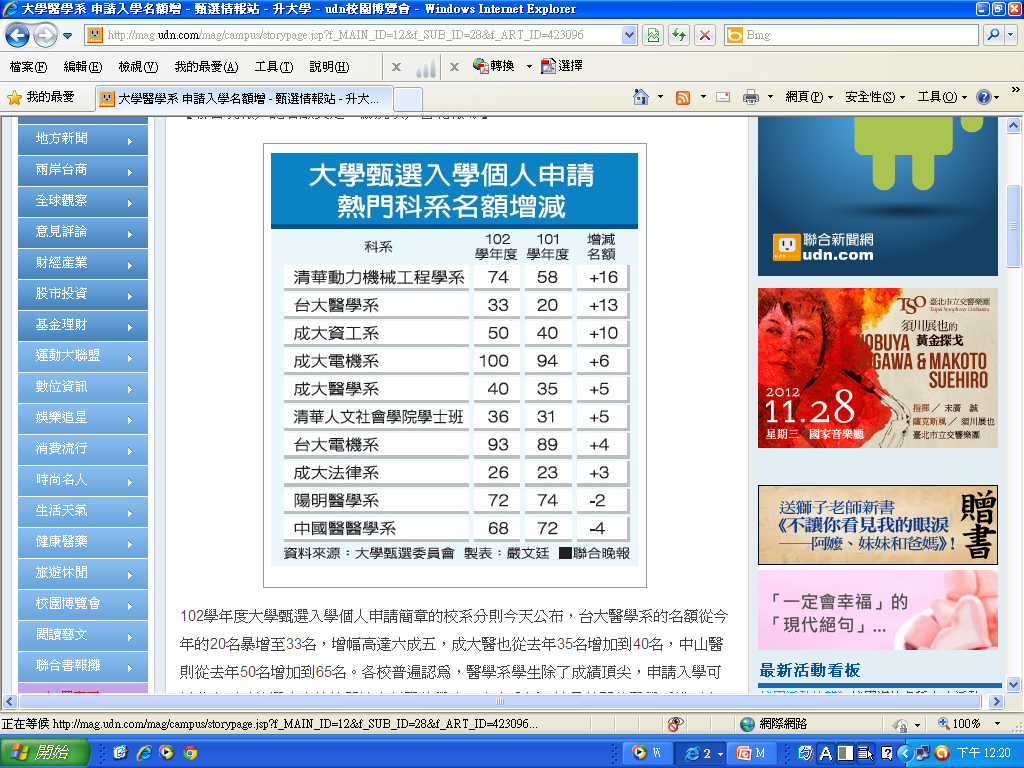 大學醫學系 申請入學名額增 - 甄選情報站 - 升大學 - udn校園博覽會 - Windows Internet Explorer
http://mag.udn.com/mag/campus/storypage.jsp?f_MAIN_ID=12&f_SUB_ID=28&f_ART_ID=423096
Bing
檔案(F) 編輯(E) 檢視(V) 我的最愛(A) 工具(T) 說明(H)
轉換 選擇
我的最愛
大學醫學系 申請入學名額增 - 甄選情報站 - 升大...
網頁(P) 安全性(S) 工具(O)
地方新聞
兩岸台商
全球觀察
意見評論
財經產業
股市投資
基金理財
運動大聯盟
數位資訊
娛樂追星
消費流行
時尚名人
生活天氣
健康醫藥
旅遊休閒
校園博覽會
閱讀藝文
聯合書報攤
大學甄選入學個人申請
熱門科系名額增減
科系 102學年度 101學年度 增減名額
清華動力機械工程學系 74 58 +16
台大醫學系 33 20 +13
成大資工系 50 40 +10
成大電機系 100 94 +6
成大醫學系 40 35 +5
清華人文社會學院學士班 36 31 +5
台大電機系 93 89 +4
成大法律系 26 23 +3
陽明醫學系 72 74 -2
中國醫醫學系 68 72 -4
資料來源：大學甄選委員會 製表：嚴文廷 ■聯合晚報
102學年度大學甄選入學個人申請簡章的校系分則今天公布，台大醫學系的名額從今
年的20名暴增至33名，增幅高達六成五，成大醫也從去年35名增加到40名，中山醫
則從去年50名增加到65名。各校普遍認為，醫學系學生除了成績頂尖，申請入學可
聯合新聞網
udn.com
TSO 臺北市立交響樂團
Taipei Symphony Orchestra
須川展也的
黃金探戈
NOBUYA
SUGAWA & MAKOTO
SUEHIRO
2012
11.28
星期三 國家音樂廳
指揮／末廣 誠
薩克斯風／須川展也
臺北市立交響樂團
送獅子老師新書
《不讓你看見我的眼淚
——阿嬤、妹妹和爸媽》！
贈書
「一定會幸福」的
「現代絕句」...
最新活動看板
正在等候 http://mag.udn.com/mag/campus/storypage.jsp?f_MAIN_ID=12&f_SUB_ID=28&f_ART_ID=423096...
網際網路
100%
開始
W
2
M
下午 12:20